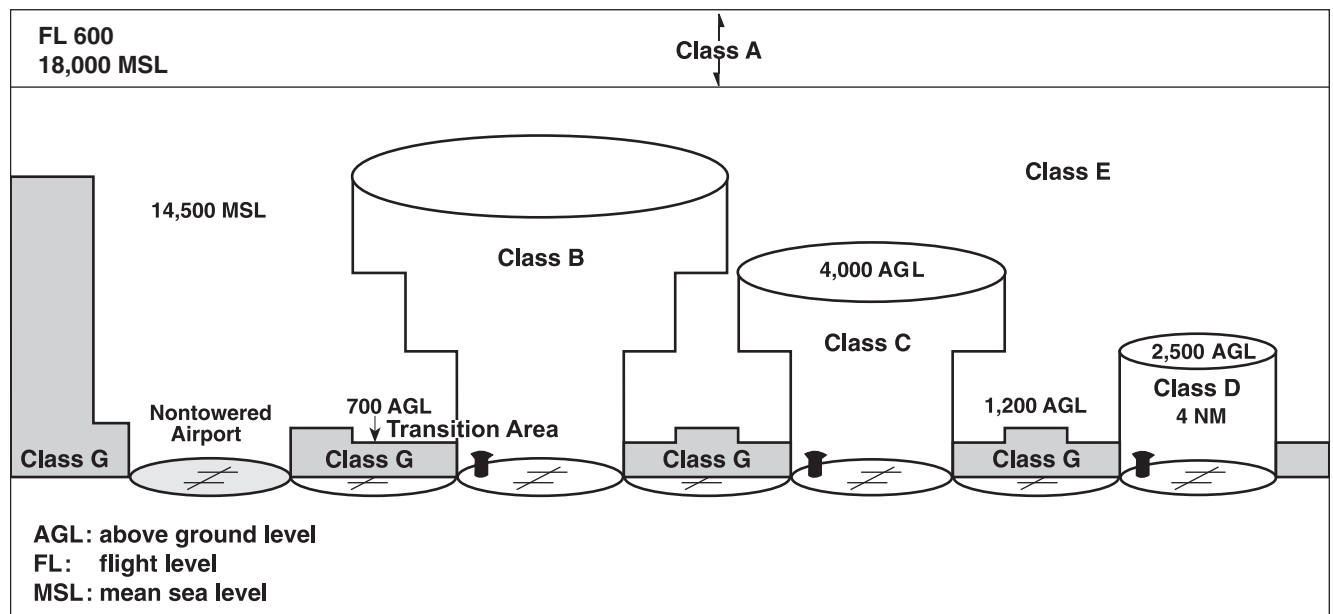 FL 600
18,000 MSL
Class A
Class E
14,500 MSL
Class B
4,000 AGL
Class C
2,500 AGL
Class D
4 NM
Nontowered
Airport
700 AGL
Transition Area
1,200 AGL
Class G
Class G
Class G
Class G
AGL: above ground level
FL: flight level
MSL: mean sea level